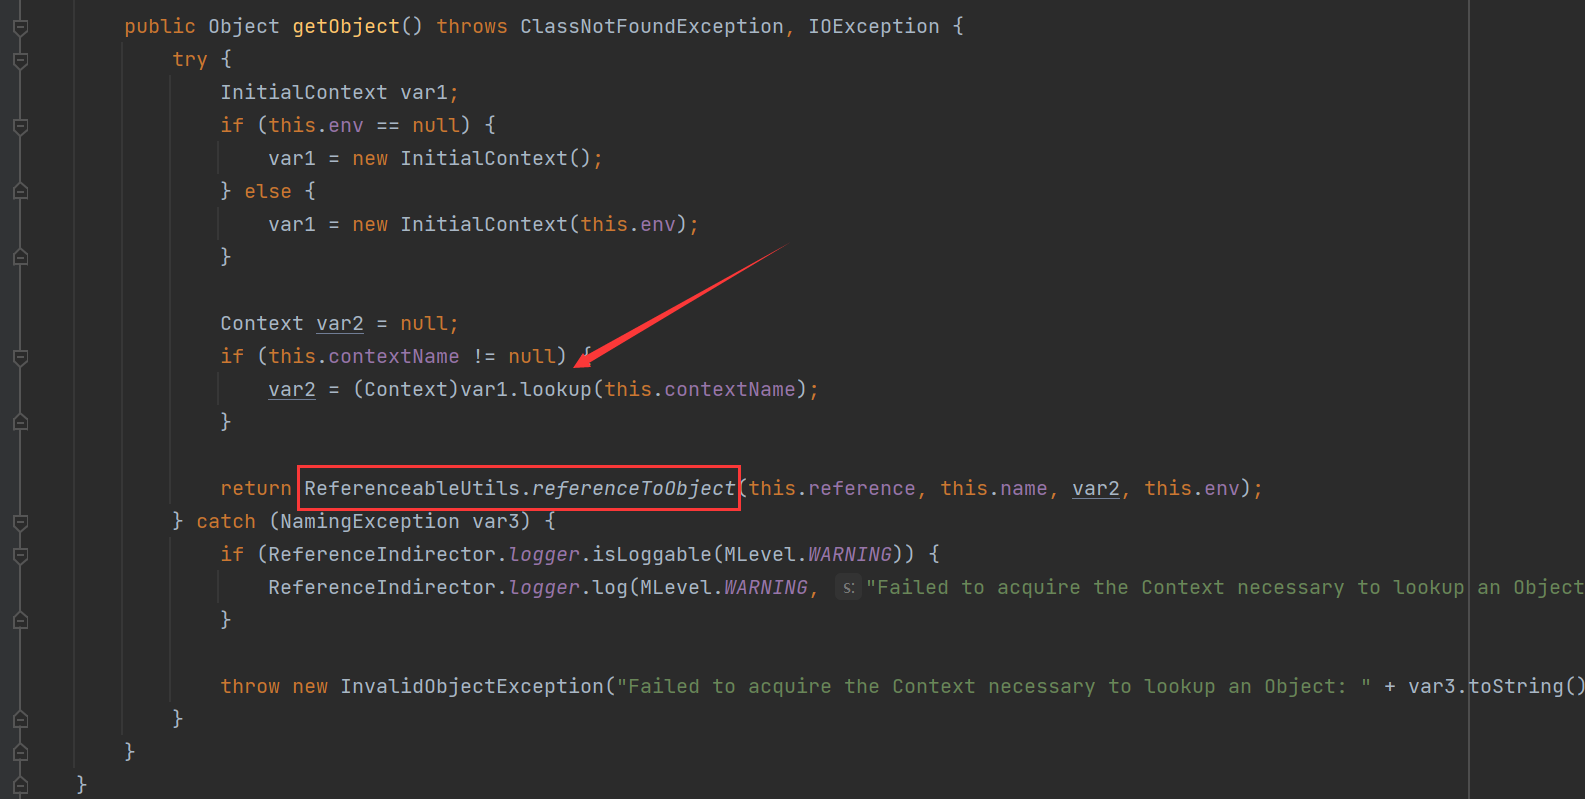 public Object getObject() throws ClassNotFoundException, IOException {
try {
InitialContext var1;
if (this.env == null) {
var1 = new InitialContext();
} else {
var1 = new InitialContext(this.env);
}
Context var2 = null;
if (this.contextName != null) {
var2 = (Context)var1.lookup(this.contextName);
}
return ReferenceableUtils.referenceToObject(this.reference, this.name, var2, this.env);
} catch (NamingException var3) {
if (ReferenceIndirector.logger.isLoggable(MLevel.WARNING)) {
ReferenceIndirector.logger.log(MLevel.WARNING, s: "Failed to acquire the Context necessary to lookup an Object
}
throw new InvalidObjectException("Failed to acquire the Context necessary to lookup an Object: " + var3.toString()
}
}
}